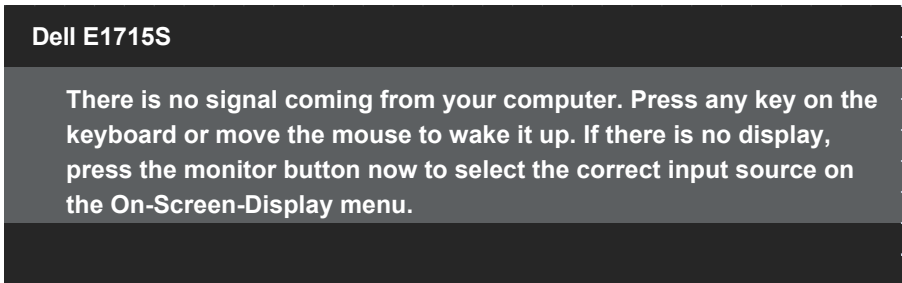 Dell E1715S
There is no signal coming from your computer. Press any key on the
keyboard or move the mouse to wake it up. If there is no display,
press the monitor button now to select the correct input source on
the On-Screen-Display menu.